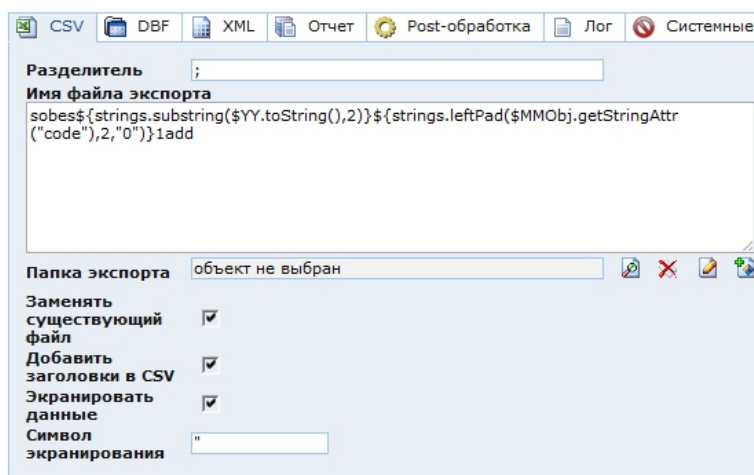 CSV DBF XML Отчет Post-обработка Лог Системные
Разделитель ;
Имя файла экспорта
sobes${strings.substring($YY.toString(),2)}${strings.leftPad($MMObj.getStringAttr
("code"),2,"0")}1add
Папка экспорта объект не выбран
Заменять
существующий
файл
Добавить
заголовки в CSV
Экранировать
данные
Символ
экранирования "